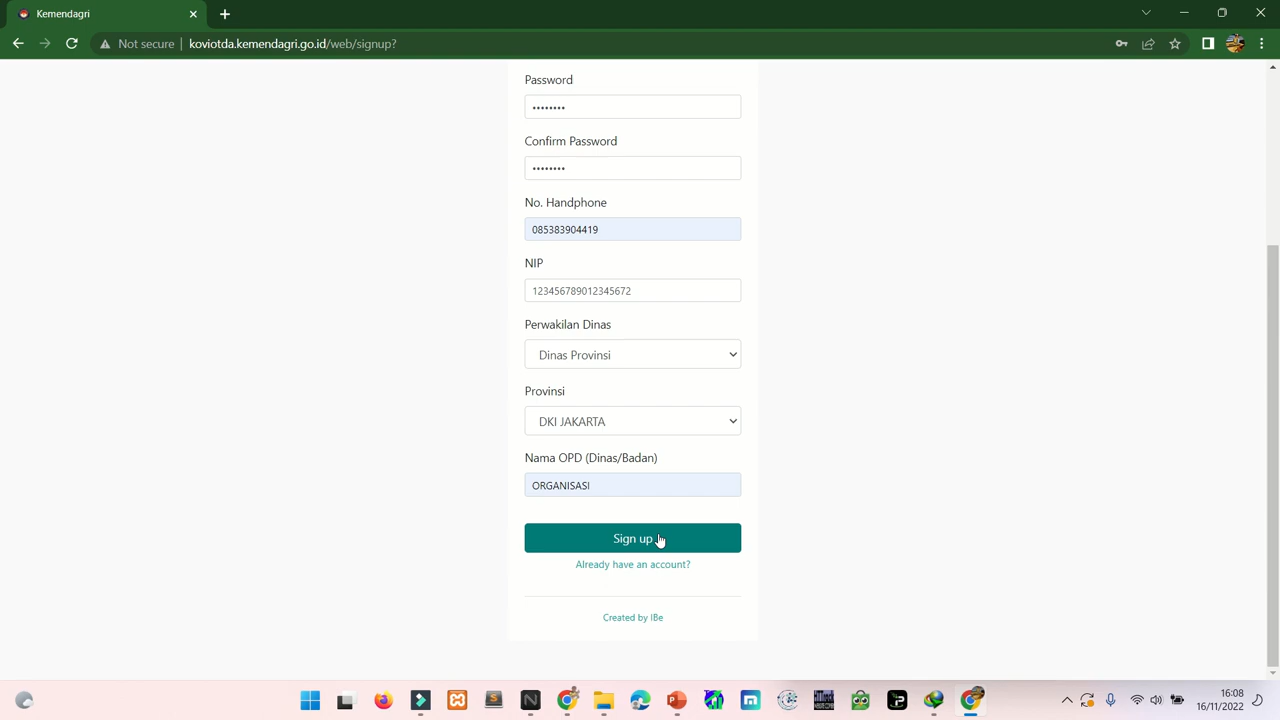 Kemendagri
Not secure
koviotda.kemendagri.go.id/web/signup?
Password
••••••••
Confirm Password
••••••••
No. Handphone
085383904419
NIP
123456789012345672
Perwakilan Dinas
Dinas Provinsi
Provinsi
DKI JAKARTA
Nama OPD (Dinas/Badan)
ORGANISASI
Sign up
Already have an account?
Created by IBe
10:08
16/11/2022